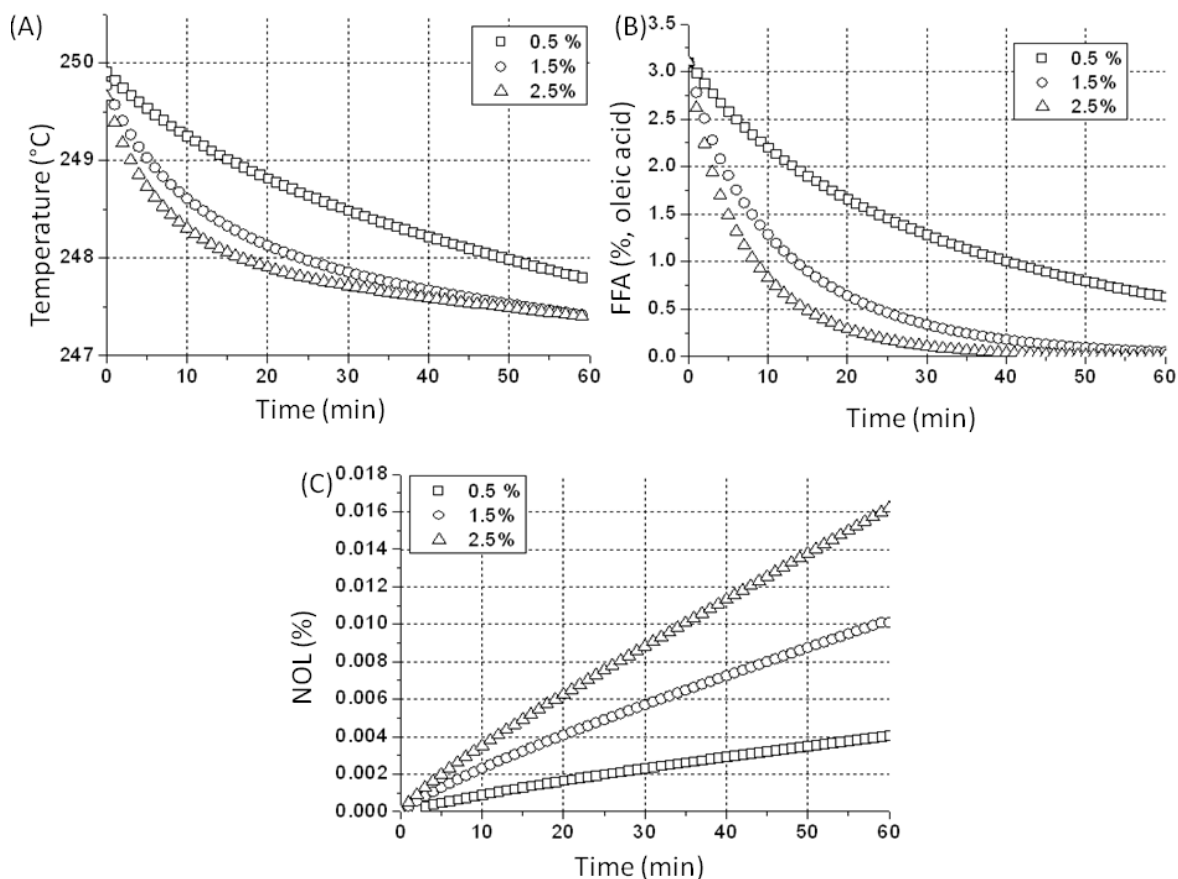 (A)
Temperature (˚C)
250
249
248
247
0 10 20 30 40 50 60
Time (min)
0.5 %
1.5%
2.5%
(B)
FFA (%, oleic acid)
3.5
3.0
2.5
2.0
1.5
1.0
0.5
0.0
0 10 20 30 40 50 60
Time (min)
0.5 %
1.5%
2.5%
(C)
NOL (%)
0.018
0.016
0.014
0.012
0.010
0.008
0.006
0.004
0.002
0.000
0 10 20 30 40 50 60
Time (min)
0.5 %
1.5%
2.5%